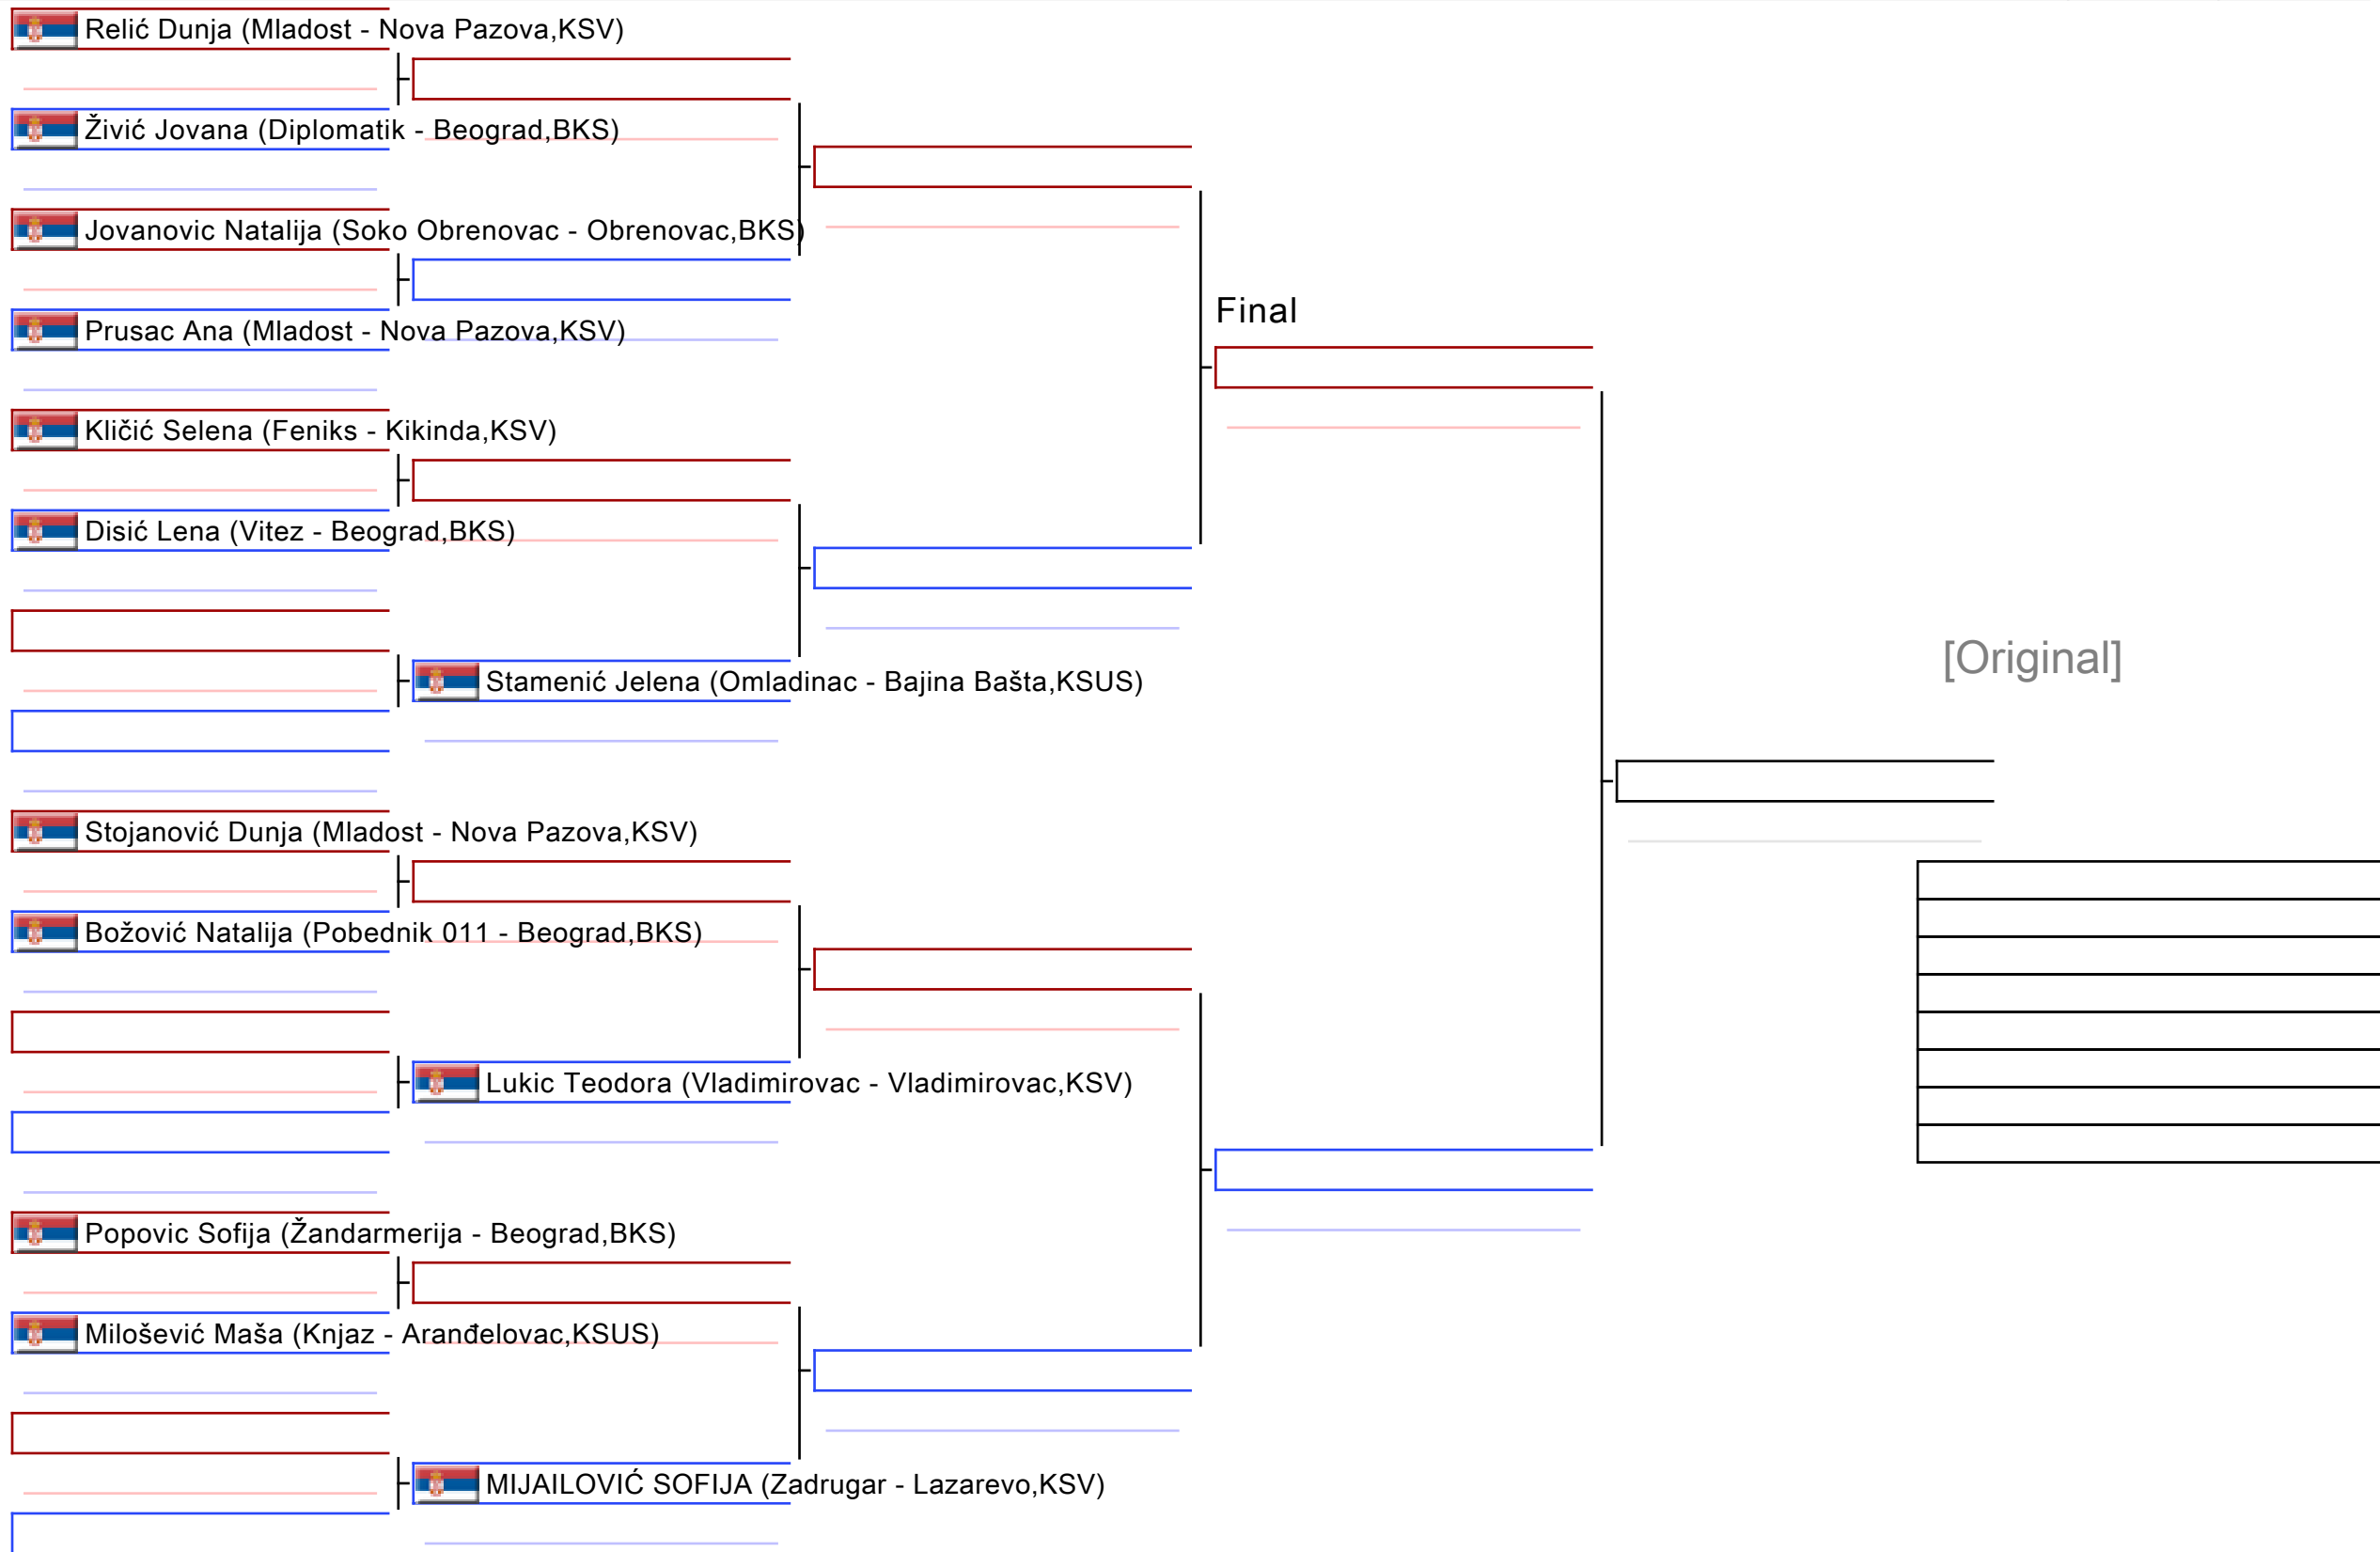 Relić Dunja (Mladost - Nova Pazova,KSV)
Živić Jovana (Diplomatik - Beograd,BKS)
Jovanovic Natalija (Soko Obrenovac - Obrenovac,BKS)
Final
Prusac Ana (Mladost - Nova Pazova,KSV)
Kličić Selena (Feniks - Kikinda,KSV)
Disić Lena (Vitez - Beograd,BKS)
[Original]
Stamenić Jelena (Omladinac - Bajina Bašta,KSUS)
Stojanović Dunja (Mladost - Nova Pazova,KSV)
Božović Natalija (Pobednik 011 - Beograd,BKS)
Lukic Teodora (Vladimirovac - Vladimirovac,KSV)
Popovic Sofija (Žandarmerija - Beograd,BKS)
Milošević Maša (Knjaz - Aranđelovac,KSUS)
MIJAILOVIĆ SOFIJA (Zadrugar - Lazarevo,KSV)